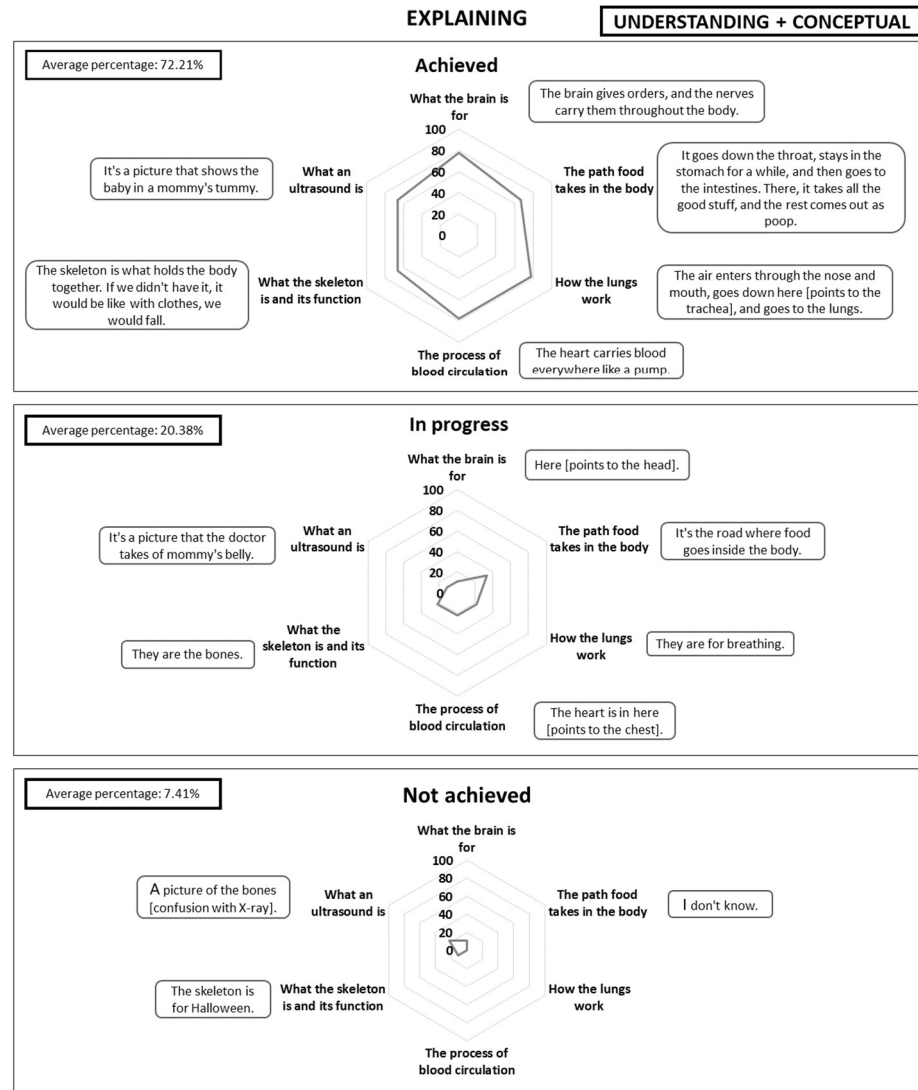 EXPLAINING
UNDERSTANDING + CONCEPTUAL
Average percentage: 72.21%
Achieved
What the brain is
for
The brain gives orders, and the nerves
carry them throughout the body.
100
80
60
40
20
0
The path food
takes in the body
It goes down the throat, stays in the
stomach for a while, and then goes to
the intestines. There, it takes all the
good stuff, and the rest comes out as
poop.
How the lungs
work
The air enters through the nose and
mouth, goes down here [points to the
trachea], and goes to the lungs.
The process of
blood circulation
The heart carries blood
everywhere like a pump.
What the skeleton
is and its function
The skeleton is what holds the body
together. If we didn't have it, it
would be like with clothes, we
would fall.
What an
ultrasound is
It's a picture that shows the
baby in a mommy's tummy.
Average percentage: 20.38%
In progress
What the brain is
for
Here [points to the head].
100
80
60
40
20
0
The path food
takes in the body
It's the road where food
goes inside the body.
How the lungs
work
They are for breathing.
The process of
blood circulation
The heart is in here
[points to the chest].
What the
skeleton is and its
function
They are the bones.
What an
ultrasound is
It's a picture that the doctor
takes of mommy's belly.
Average percentage: 7.41%
Not achieved
What the brain is
for
100
80
60
40
20
0
The path food
takes in the body
I don't know.
How the lungs
work
The process of
blood circulation
What the skeleton
is and its function
The skeleton is
for Halloween.
What an
ultrasound is
A picture of the bones
[confusion with X-ray].